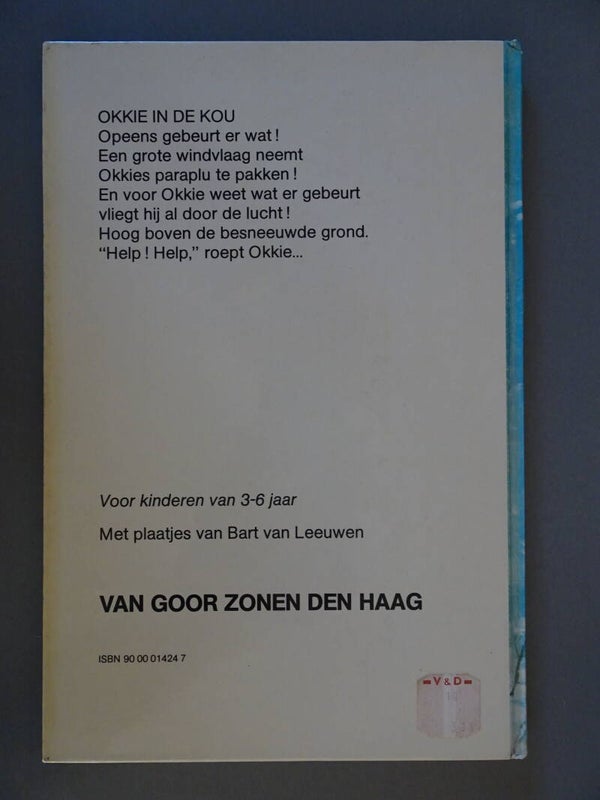 OKKIE IN DE KOU
Opeens gebeurt er wat!
Een grote windvlaag neemt
Okkies paraplu te pakken!
En voor Okkie weet wat er gebeurt
vliegt hij al door de lucht!
Hoog boven de besneeuwde grond.
“Help! Help,” roept Okkie...
Voor kinderen van 3-6 jaar
Met plaatjes van Bart van Leeuwen
VAN GOOR ZONEN DEN HAAG
ISBN 90 00 01424 7
V&D